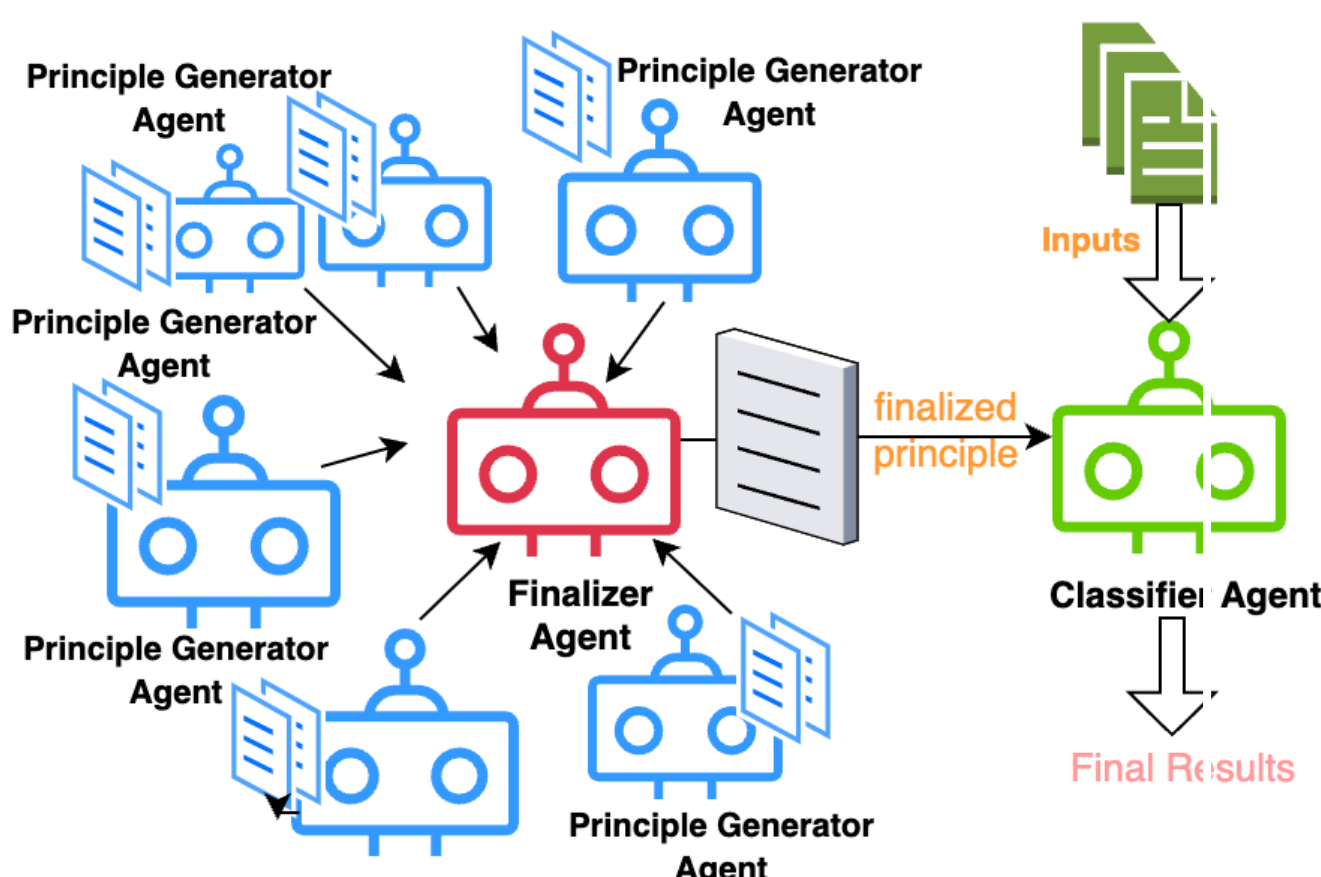 Principle Generator
Agent
Principle Generator
Agent
Inputs
Principle Generator
Agent
finalized
principle
Finalizer
Agent
Classifier Agent
Principle Generator
Agent
Final Results
Principle Generator
Agent